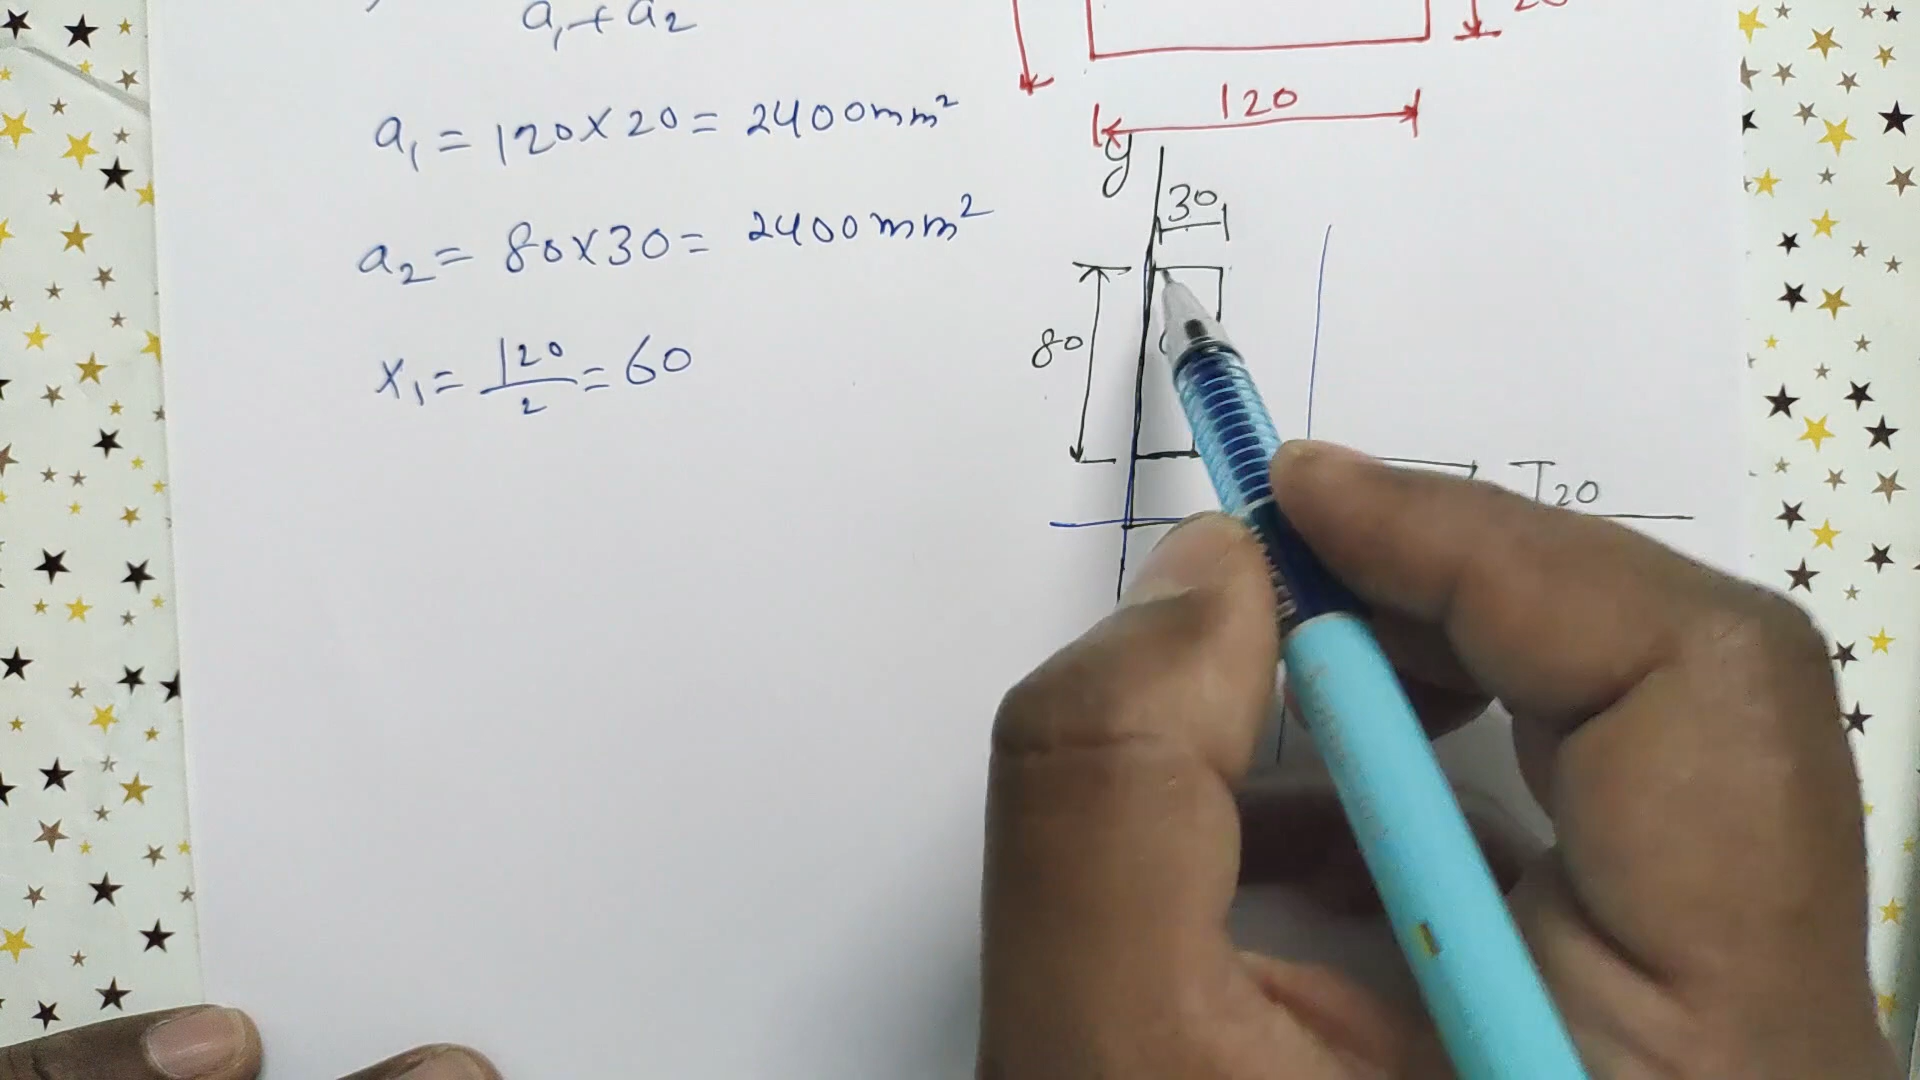 a₁ + a₂
a₁ = 120 × 20 = 2400 mm²
a₂ = 80 × 30 = 2400 mm²
x₁ = 120/2 = 60
120
y
30
80
20